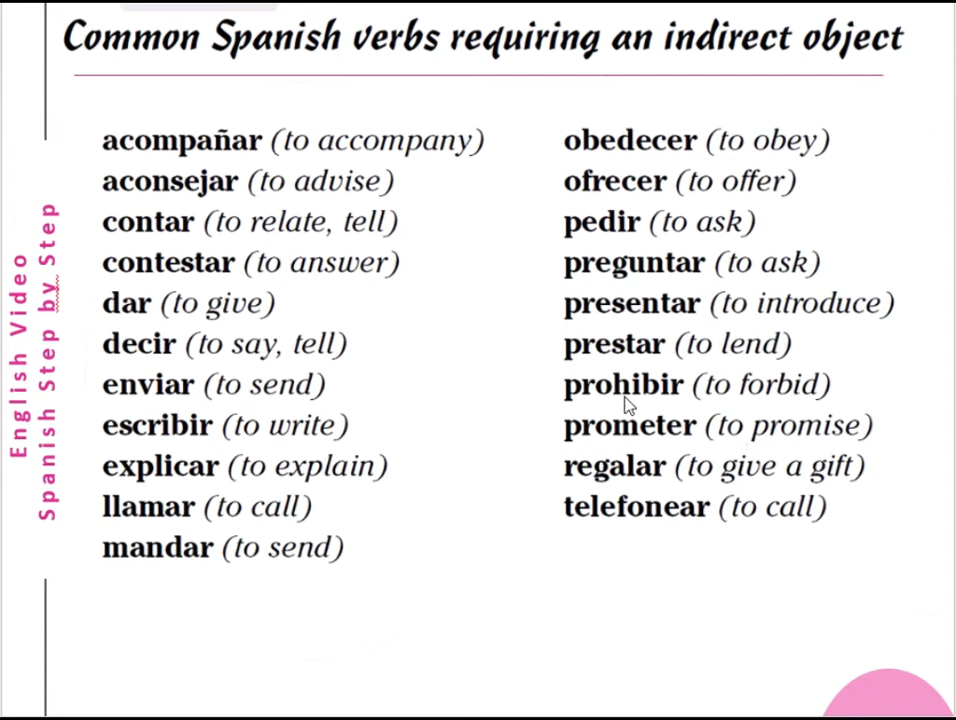 Common Spanish verbs requiring an indirect object
English Video
Spanish Step by Step
acompañar (to accompany)
aconsejar (to advise)
contar (to relate, tell)
contestar (to answer)
dar (to give)
decir (to say, tell)
enviar (to send)
escribir (to write)
explicar (to explain)
llamar (to call)
mandar (to send)
obedecer (to obey)
ofrecer (to offer)
pedir (to ask)
preguntar (to ask)
presentar (to introduce)
prestar (to lend)
prohibir (to forbid)
prometer (to promise)
regalar (to give a gift)
telefonear (to call)